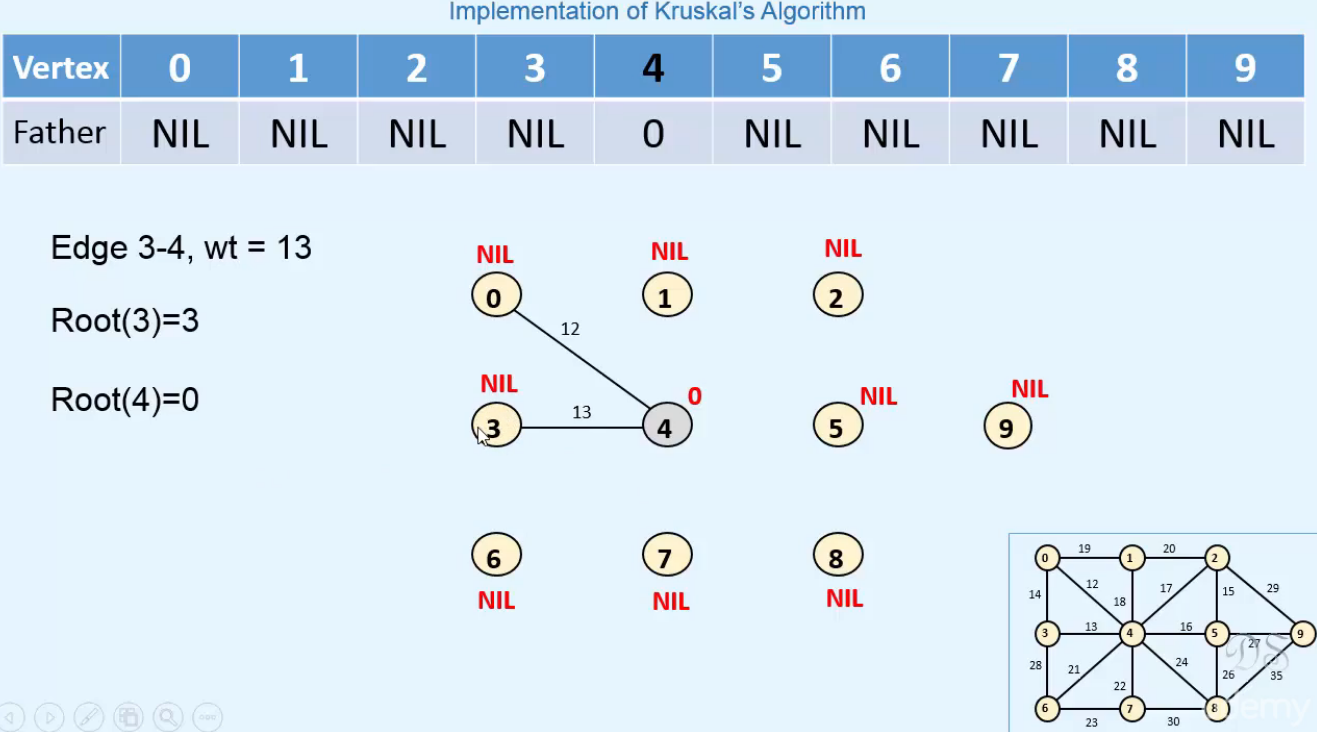 Implementation of Kruskal's Algorithm
Vertex 0 1 2 3 4 5 6 7 8 9
Father NIL NIL NIL NIL 0 NIL NIL NIL NIL NIL
Edge 3-4, wt = 13
Root(3)=3
Root(4)=0
NIL NIL NIL
0 1 2
12
NIL 0 NIL NIL
13
3 4 5 9
6 7 8
NIL NIL NIL
19 20
0 1 2
14 12 18 17 15 29
13 16
3 4 5 9
27
28 21 22 24 26 35
6 7 8
23 30
DS